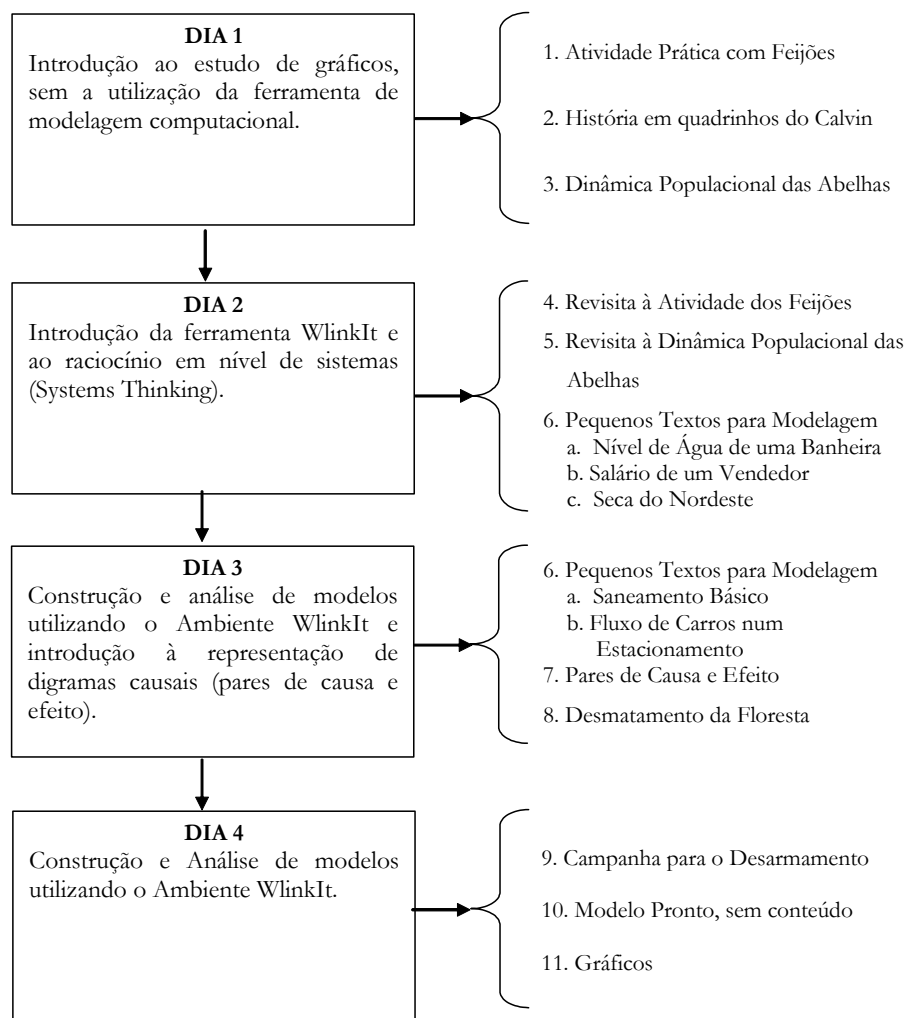 DIA 1
Introdução ao estudo de gráficos,
sem a utilização da ferramenta de
modelagem computacional.
1. Atividade Prática com Feijões
2. História em quadrinhos do Calvin
3. Dinâmica Populacional das Abelhas
DIA 2
Introdução da ferramenta WlinkIt e
ao raciocínio em nível de sistemas
(Systems Thinking).
4. Revisita à Atividade dos Feijões
5. Revisita à Dinâmica Populacional das
Abelhas
6. Pequenos Textos para Modelagem
a. Nível de Água de uma Banheira
b. Salário de um Vendedor
c. Seca do Nordeste
DIA 3
Construção e análise de modelos
utilizando o Ambiente WlinkIt e
introdução à representação de
digramas causais (pares de causa e
efeito).
6. Pequenos Textos para Modelagem
a. Saneamento Básico
b. Fluxo de Carros num
Estacionamento
7. Pares de Causa e Efeito
8. Desmatamento da Floresta
DIA 4
Construção e Análise de modelos
utilizando o Ambiente WlinkIt.
9. Campanha para o Desarmamento
10. Modelo Pronto, sem conteúdo
11. Gráficos